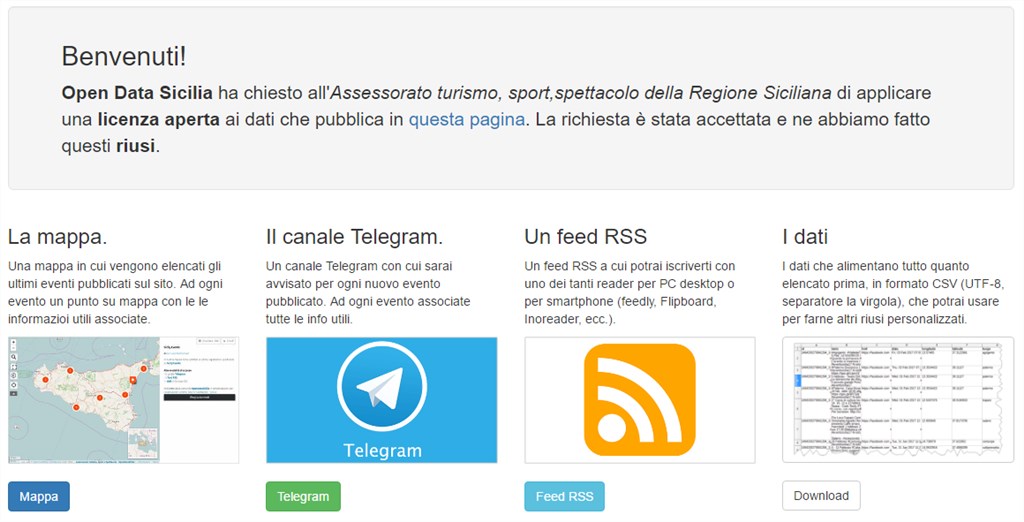 Benvenuti!
Open Data Sicilia ha chiesto all'Assessorato turismo, sport,spettacolo della Regione Siciliana di applicare
una licenza aperta ai dati che pubblica in questa pagina. La richiesta è stata accettata e ne abbiamo fatto
questi riusi.
La mappa.
Una mappa in cui vengono elencati gli
ultimi eventi pubblicati sul sito. Ad ogni
evento un punto su mappa con le le
informazioi utili associate.
Mappa
Il canale Telegram.
Un canale Telegram con cui sarai
avvisato per ogni nuovo evento
pubblicato. Ad ogni evento associate
tutte le info utili.
Telegram
Telegram
Un feed RSS
Un feed RSS a cui potrai iscriverti con
uno dei tanti reader per PC desktop o
per smartphone (feedly, Flipboard,
Inoreader, ecc.).
Feed RSS
I dati
I dati che alimentano tutto quanto
elencato prima, in formato CSV (UTF-8,
separatore la virgola), che potrai usare
per farne altri riusi personalizzati.
Download